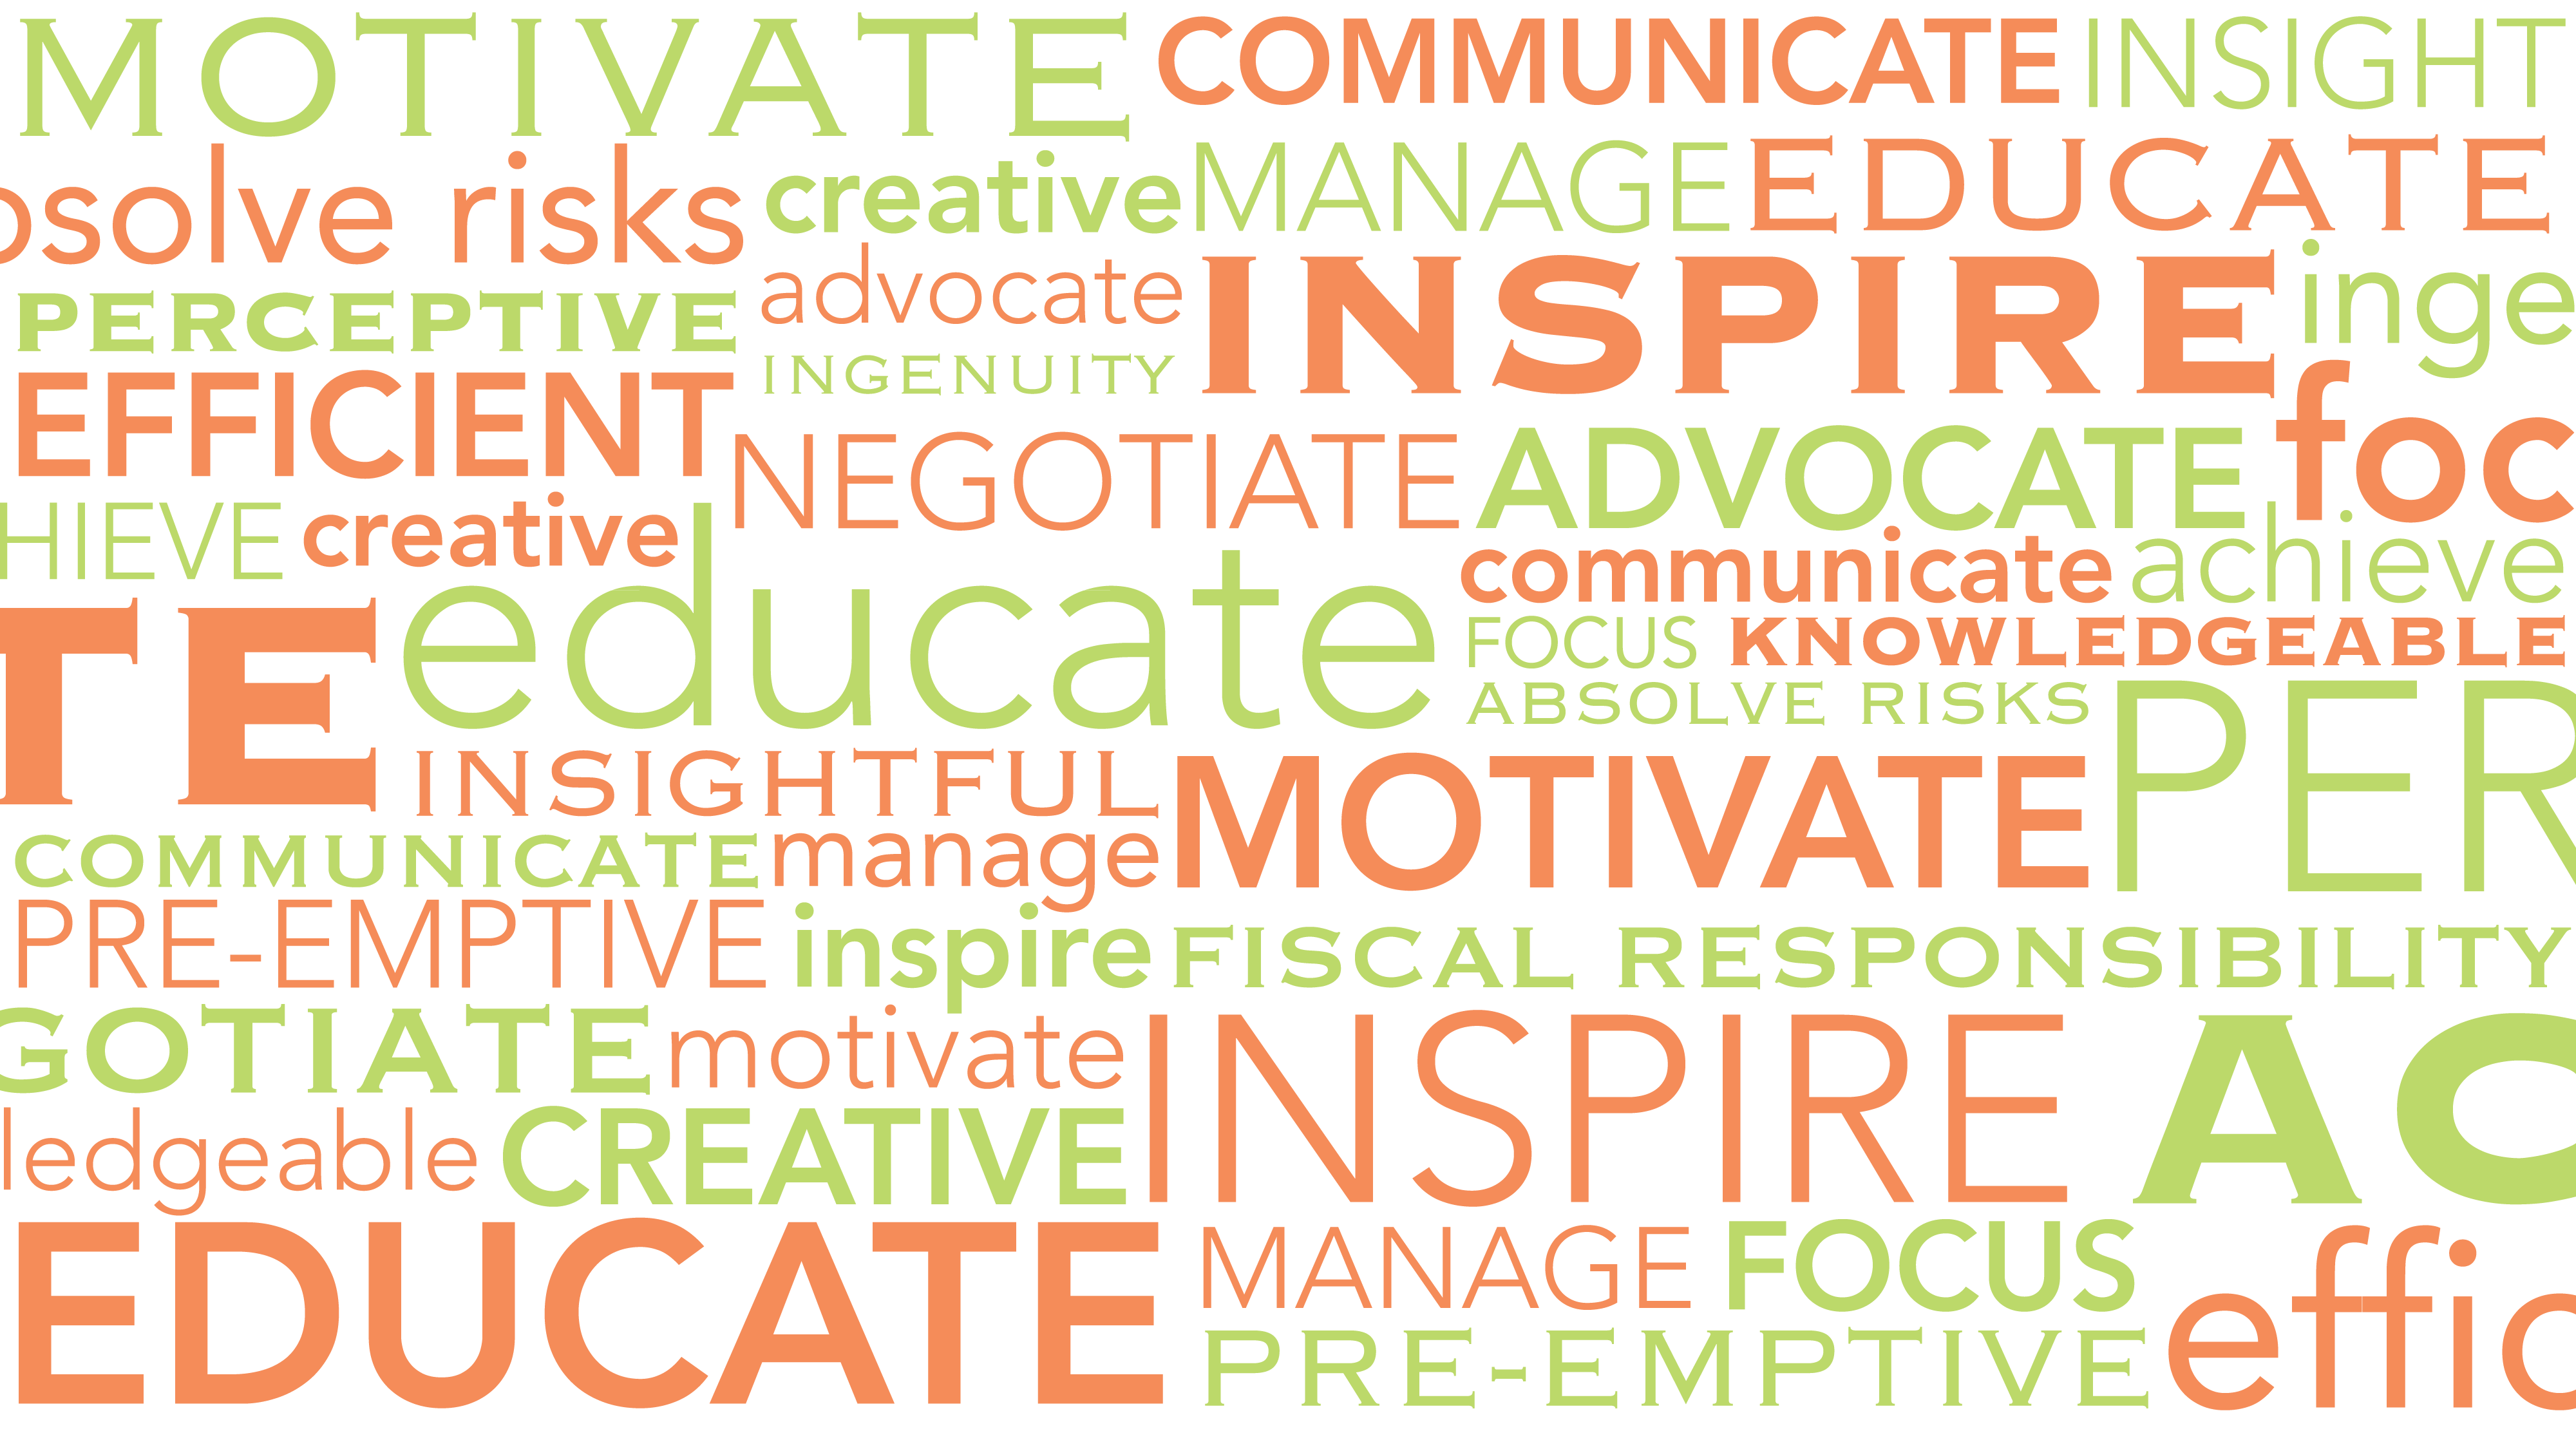 MOTIVATE COMMUNICATE INSIGHT
osolve risks creative MANAGE EDUCATE
PERCEPTIVE advocate INSPIRE inge
EFFICIENT INGENUITY
NEGOTIATE ADVOCATE foc
HIEVE creative educate communicate achieve
TE FOCUS KNOWLEDGEABLE
ABSOLVE RISKS PER
INSIGHTFUL MOTIVATE
COMMUNICATE manage
PRE-EMPTIVE inspire FISCAL RESPONSIBILITY
GOTIATE motivate INSPIRE AC
ledgeable CREATIVE
EDUCATE MANAGE FOCUS effic
PRE-EMPTIVE